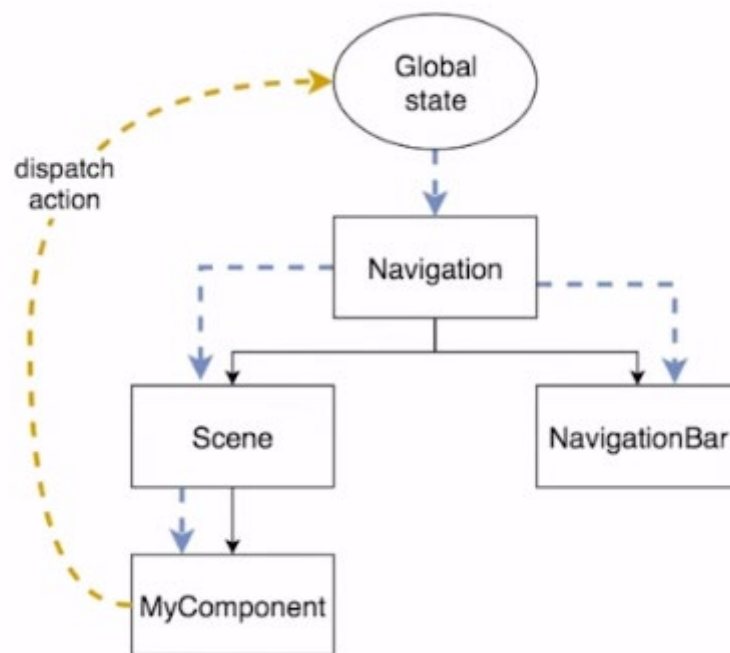 Global
state
dispatch
action
Navigation
Scene
NavigationBar
MyComponent